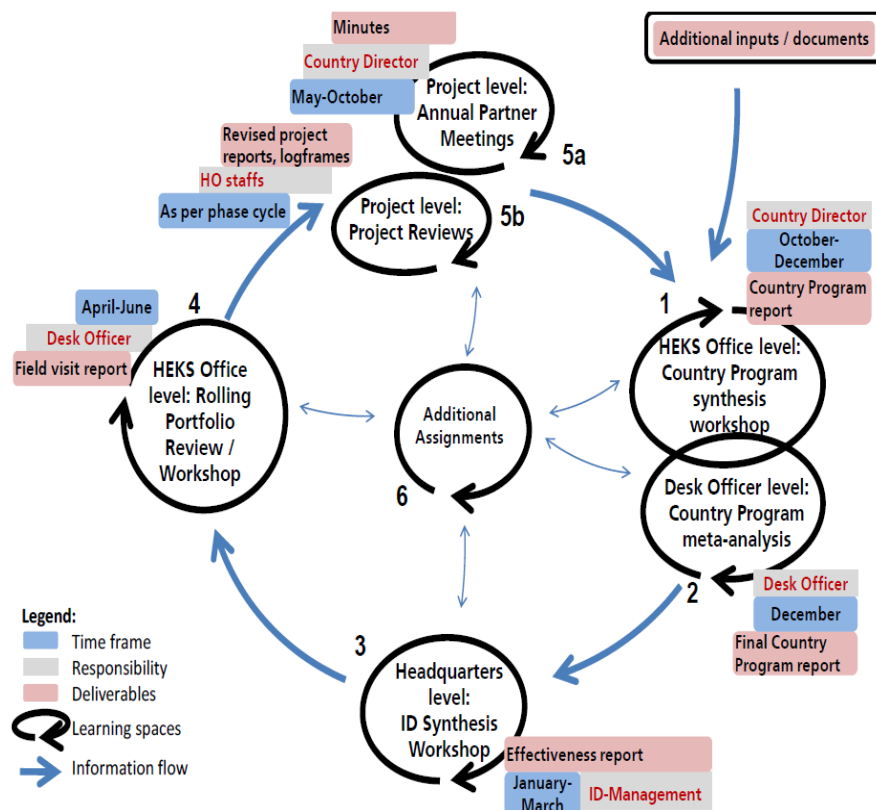 Minutes
Country Director
May-October
Project level:
Annual Partner
Meetings
5a
Additional inputs / documents
Revised project
reports, logframes
HO staffs
As per phase cycle
Project level:
Project Reviews
5b
Country Director
October-
December
Country Program
report
1
HEKS Office level:
Country Program
synthesis
workshop
April-June
4
Desk Officer
Field visit report
HEKS Office
level: Rolling
Portfolio
Review /
Workshop
Additional
Assignments
6
Desk Officer level:
Country Program
meta-analysis
2
Desk Officer
December
Final Country
Program report
3
Headquarters
level:
ID Synthesis
Workshop
Effectiveness report
January-
March
ID-Management
Legend:
Time frame
Responsibility
Deliverables
Learning spaces
Information flow